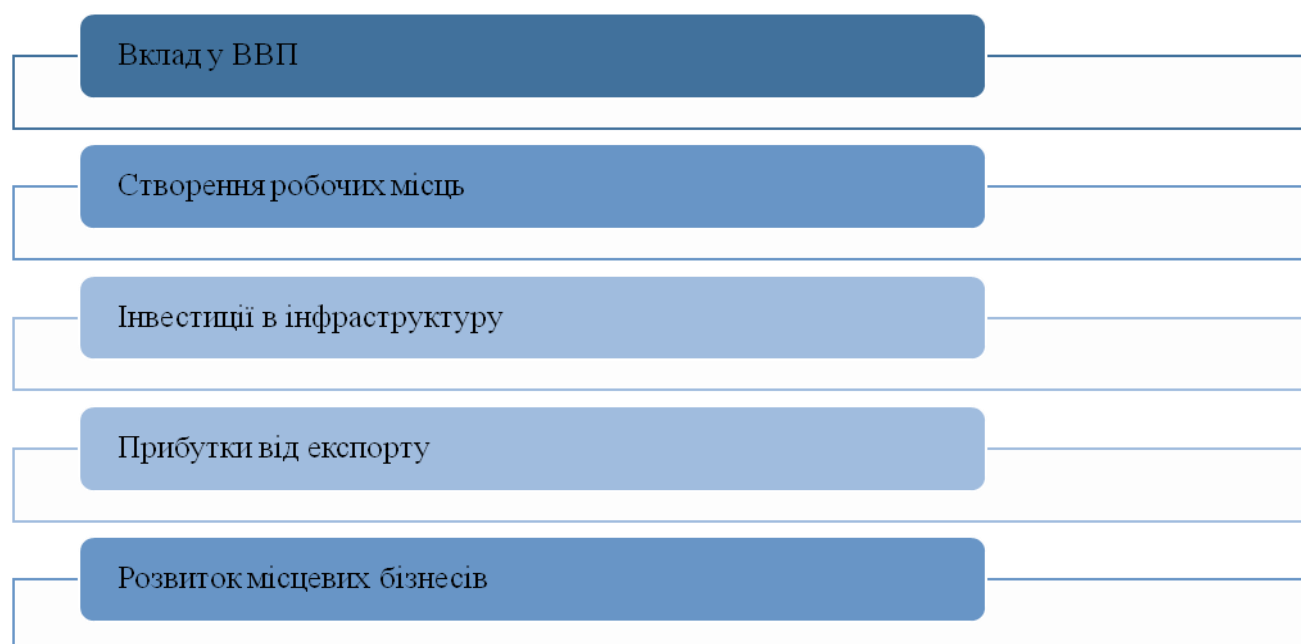 Вклад у ВВП
Створення робочих місць
Інвестиції в інфраструктуру
Прибутки від експорту
Розвиток місцевих бізнесів